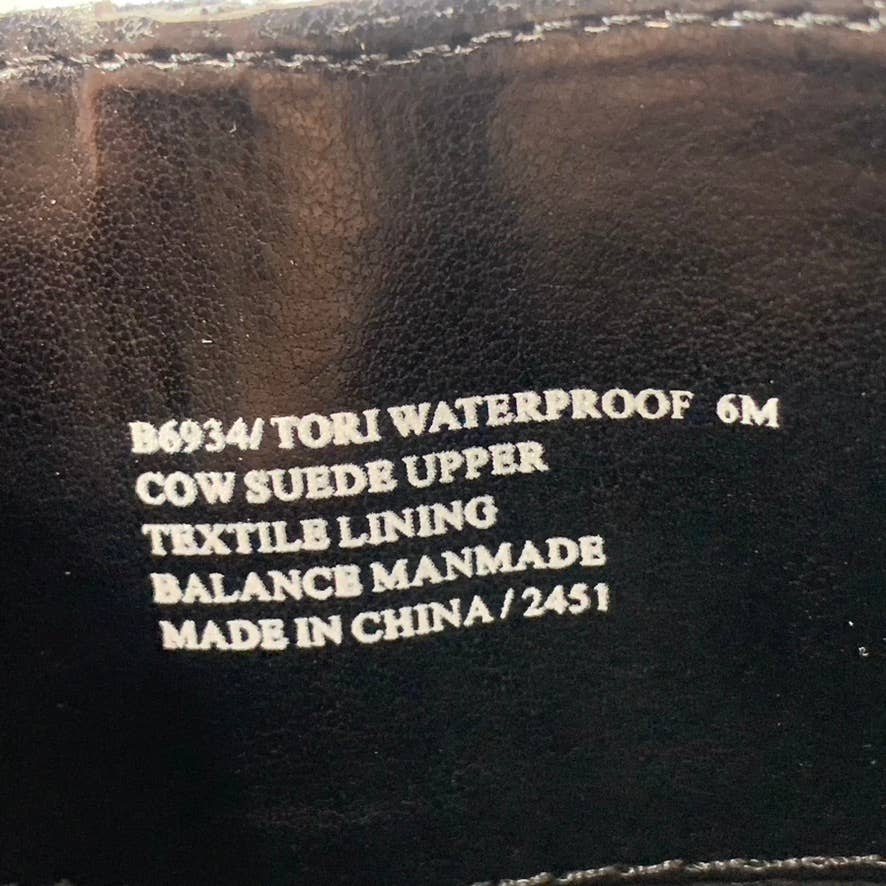 B6934/ TORI WATERPROOF 6M
COW SUEDE UPPER
TEXTILE LINING
BALANCE MANMADE
MADE IN CHINA / 2451